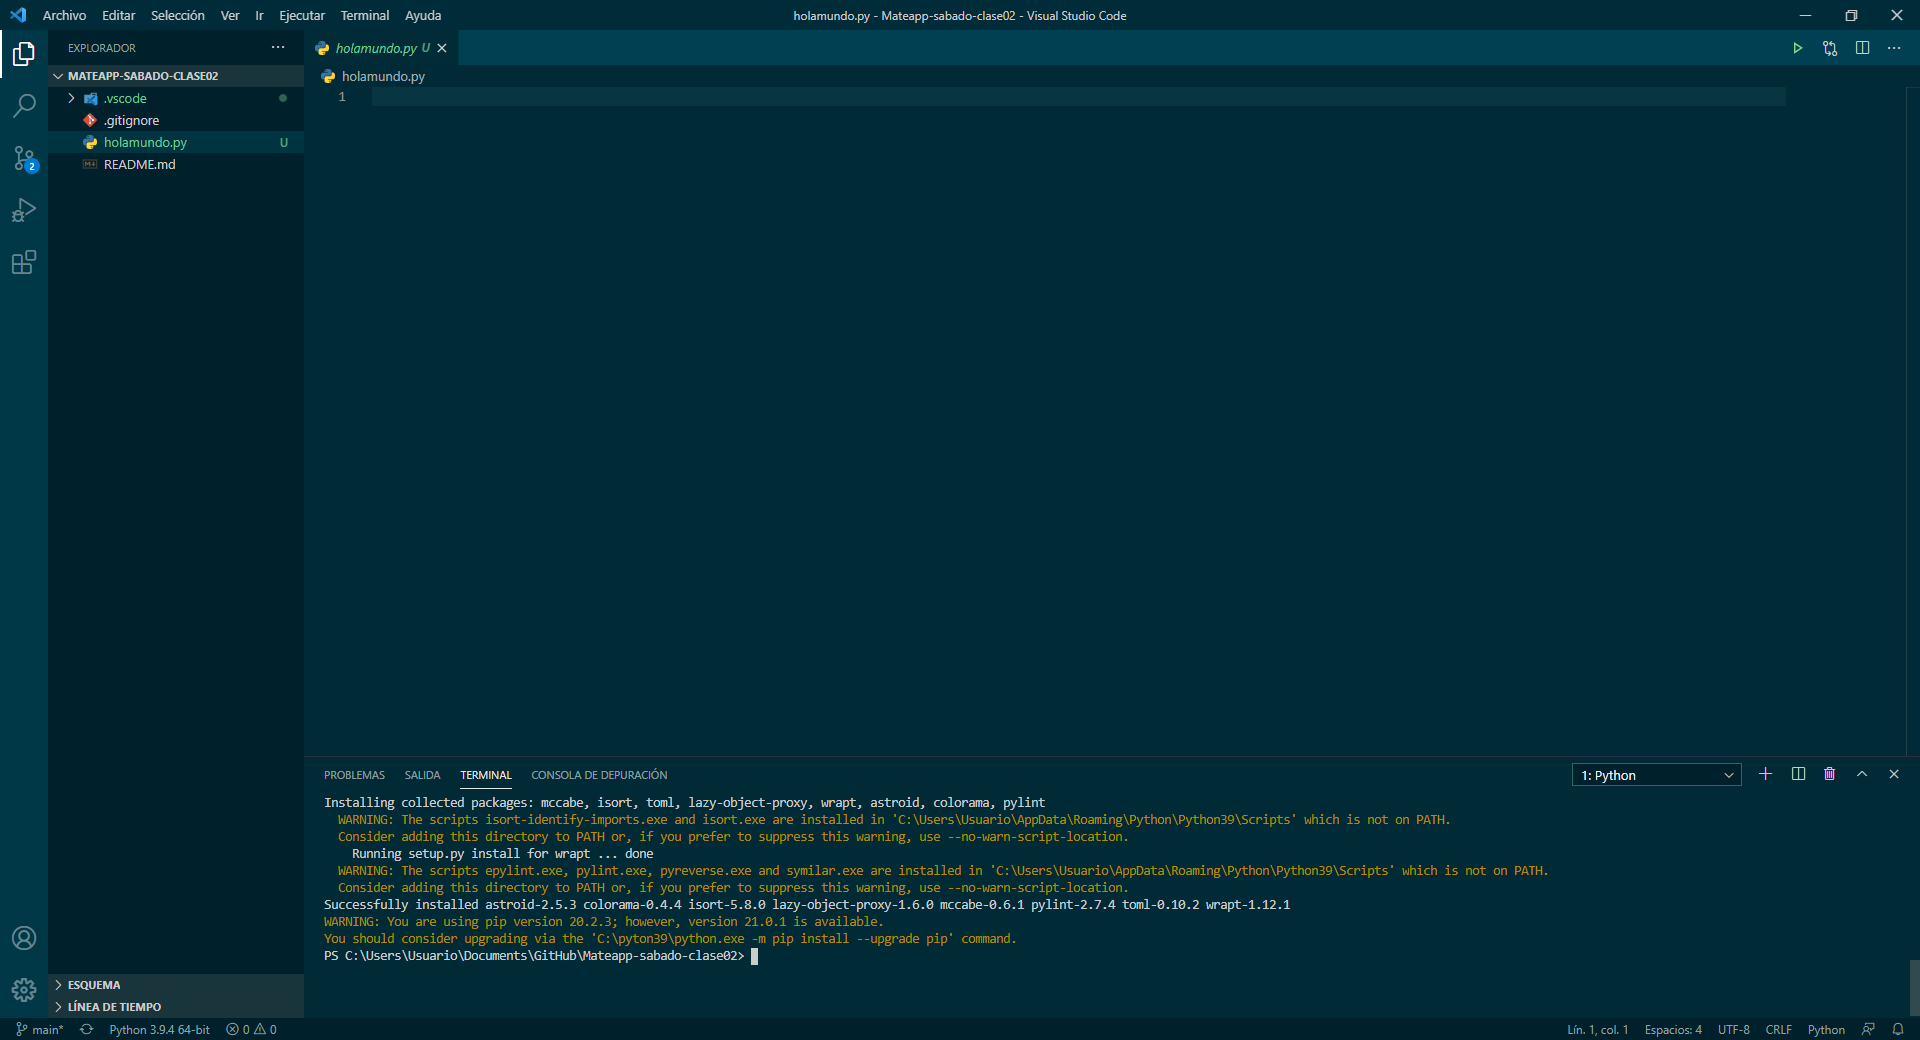 Archivo Editar Selección Ver Ir Ejecutar Terminal Ayuda
holamundo.py - Mateapp-sabado-clase02 - Visual Studio Code
EXPLORADOR
MATEAPP-SABADO-CLASE02
.vscode
.gitignore
holamundo.py U
README.md
2
holamundo.py U
holamundo.py
1
PROBLEMAS SALIDA TERMINAL CONSOLA DE DEPURACIÓN
1: Python
Installing collected packages: mccabe, isort, toml, lazy-object-proxy, wrapt, astroid, colorama, pylint
WARNING: The scripts isort-identify-imports.exe and isort.exe are installed in 'C:\Users\Usuario\AppData\Roaming\Python\Python39\Scripts' which is not on PATH.
Consider adding this directory to PATH or, if you prefer to suppress this warning, use --no-warn-script-location.
Running setup.py install for wrapt ... done
WARNING: The scripts epylint.exe, pylint.exe, pyreverse.exe and symilar.exe are installed in 'C:\Users\Usuario\AppData\Roaming\Python\Python39\Scripts' which is not on PATH.
Consider adding this directory to PATH or, if you prefer to suppress this warning, use --no-warn-script-location.
Successfully installed astroid-2.5.3 colorama-0.4.4 isort-5.8.0 lazy-object-proxy-1.6.0 mccabe-0.6.1 pylint-2.7.4 toml-0.10.2 wrapt-1.12.1
WARNING: You are using pip version 20.2.3; however, version 21.0.1 is available.
You should consider upgrading via the 'C:\pyton39\python.exe -m pip install --upgrade pip' command.
PS C:\Users\Usuario\Documents\GitHub\Mateapp-sabado-clase02>
ESQUEMA
LÍNEA DE TIEMPO
main* Python 3.9.4 64-bit 0 0
Lín. 1, col. 1 Espacios: 4 UTF-8 CRLF Python